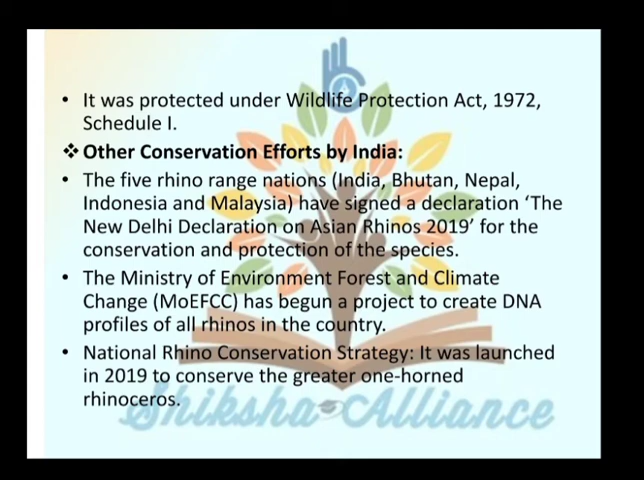 • It was protected under Wildlife Protection Act, 1972,
Schedule I.
❖ Other Conservation Efforts by India:
• The five rhino range nations (India, Bhutan, Nepal,
Indonesia and Malaysia) have signed a declaration ‘The
New Delhi Declaration on Asian Rhinos 2019’ for the
conservation and protection of the species.
• The Ministry of Environment Forest and Climate
Change (MoEFCC) has begun a project to create DNA
profiles of all rhinos in the country.
• National Rhino Conservation Strategy: It was launched
in 2019 to conserve the greater one-horned
rhinoceros.
Shiksha Alliance